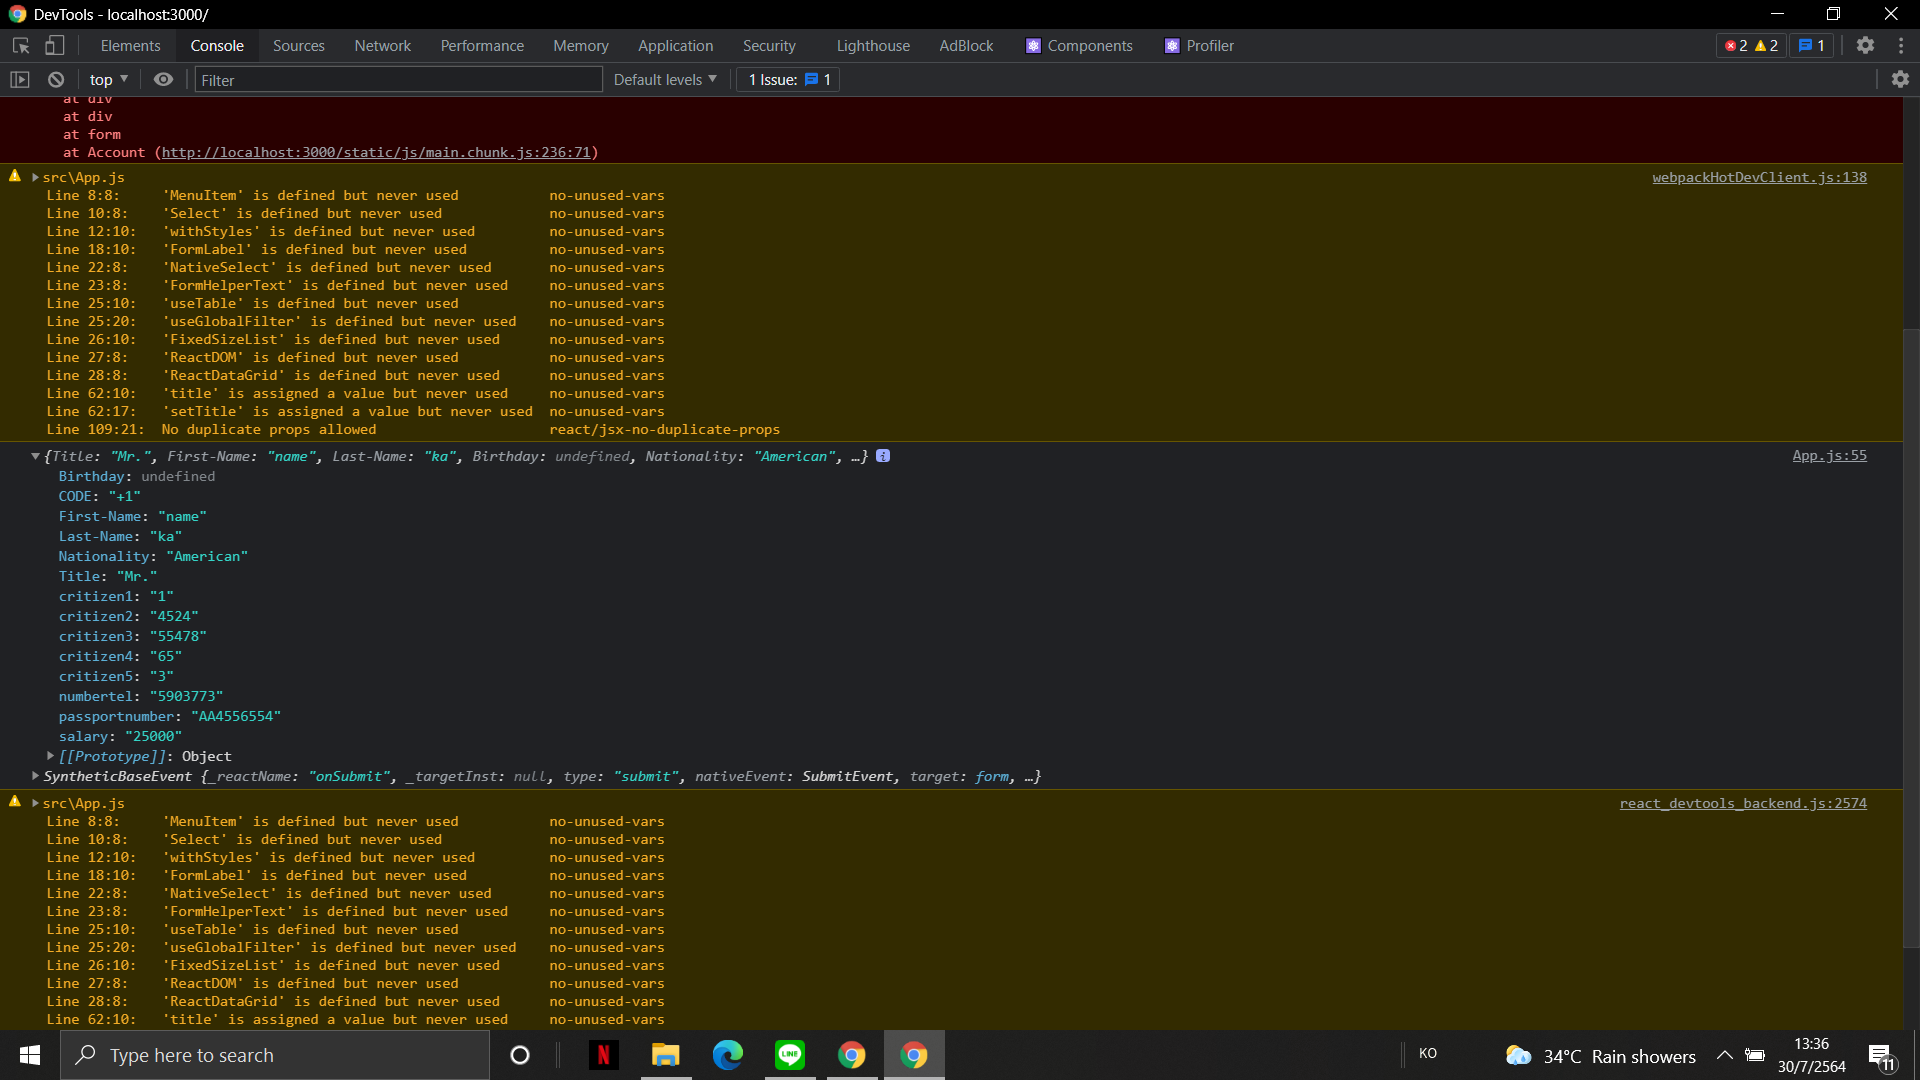 DevTools - localhost:3000/
Elements Console Sources Network Performance Memory Application Security Lighthouse AdBlock Components Profiler 2 2 1
top Filter Default levels 1 Issue: 1
at div
at div
at form
at Account (http://localhost:3000/static/js/main.chunk.js:236:71)
src\App.js webpackHotDevClient.js:138
Line 8:8: 'MenuItem' is defined but never used no-unused-vars
Line 10:8: 'Select' is defined but never used no-unused-vars
Line 12:10: 'withStyles' is defined but never used no-unused-vars
Line 18:10: 'FormLabel' is defined but never used no-unused-vars
Line 22:8: 'NativeSelect' is defined but never used no-unused-vars
Line 23:8: 'FormHelperText' is defined but never used no-unused-vars
Line 25:10: 'useTable' is defined but never used no-unused-vars
Line 25:20: 'useGlobalFilter' is defined but never used no-unused-vars
Line 26:10: 'FixedSizeList' is defined but never used no-unused-vars
Line 27:8: 'ReactDOM' is defined but never used no-unused-vars
Line 28:8: 'ReactDataGrid' is defined but never used no-unused-vars
Line 62:10: 'title' is assigned a value but never used no-unused-vars
Line 62:17: 'setTitle' is assigned a value but never used no-unused-vars
Line 109:21: No duplicate props allowed react/jsx-no-duplicate-props
{Title: "Mr.", First-Name: "name", Last-Name: "ka", Birthday: undefined, Nationality: "American", …} i App.js:55
Birthday: undefined
CODE: "+1"
First-Name: "name"
Last-Name: "ka"
Nationality: "American"
Title: "Mr."
critizen1: "1"
critizen2: "4524"
critizen3: "55478"
critizen4: "65"
critizen5: "3"
numbertel: "5903773"
passportnumber: "AA4556554"
salary: "25000"
[[Prototype]]: Object
SyntheticBaseEvent {_reactName: "onSubmit", _targetInst: null, type: "submit", nativeEvent: SubmitEvent, target: form, …}
src\App.js react_devtools_backend.js:2574
Line 8:8: 'MenuItem' is defined but never used no-unused-vars
Line 10:8: 'Select' is defined but never used no-unused-vars
Line 12:10: 'withStyles' is defined but never used no-unused-vars
Line 18:10: 'FormLabel' is defined but never used no-unused-vars
Line 22:8: 'NativeSelect' is defined but never used no-unused-vars
Line 23:8: 'FormHelperText' is defined but never used no-unused-vars
Line 25:10: 'useTable' is defined but never used no-unused-vars
Line 25:20: 'useGlobalFilter' is defined but never used no-unused-vars
Line 26:10: 'FixedSizeList' is defined but never used no-unused-vars
Line 27:8: 'ReactDOM' is defined but never used no-unused-vars
Line 28:8: 'ReactDataGrid' is defined but never used no-unused-vars
Line 62:10: 'title' is assigned a value but never used no-unused-vars
Type here to search N LINE KO 34°C Rain showers 13:36
30/7/2564 11